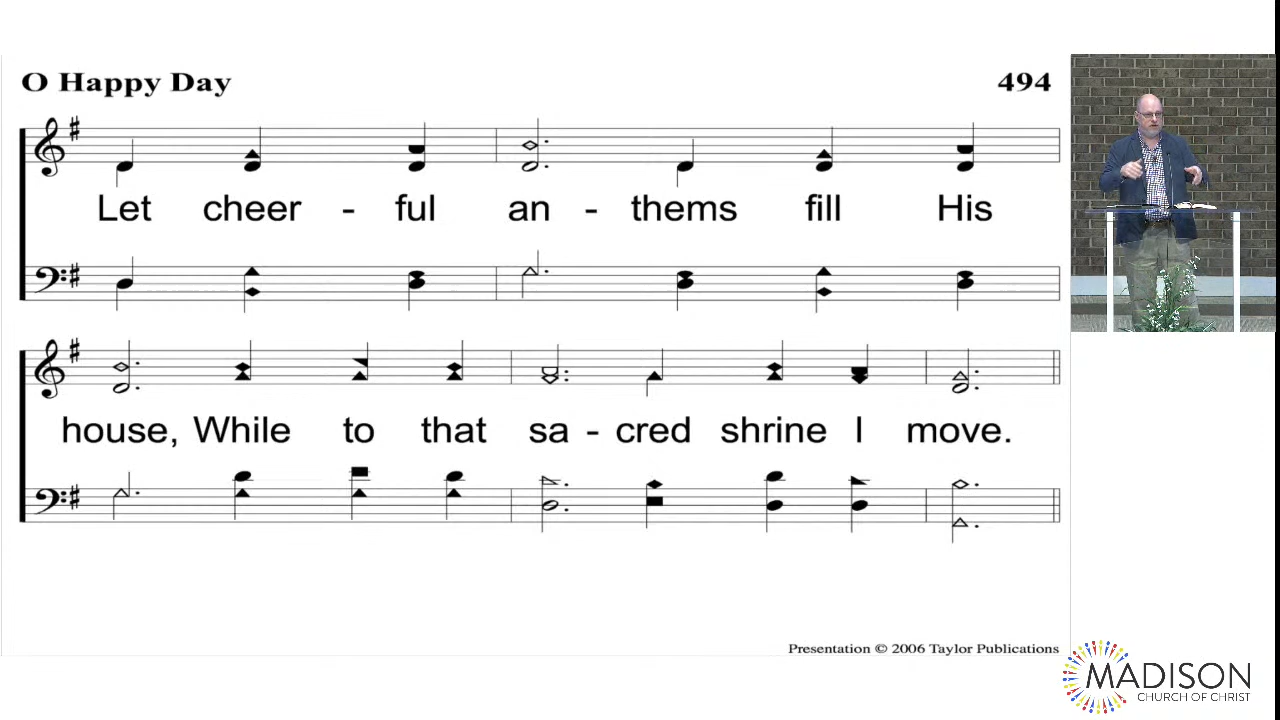 O Happy Day 494
Let cheer - ful an - thems fill His
house, While to that sa - cred shrine I move.
Presentation © 2006 Taylor Publications
MADISON
CHURCH OF CHRIST